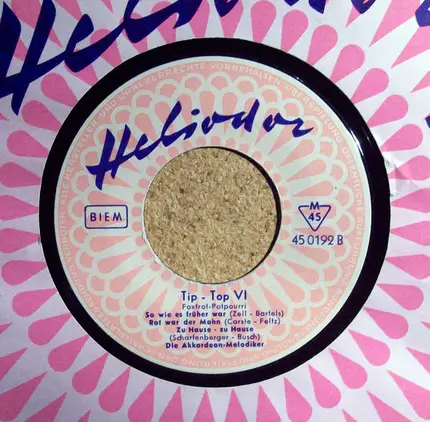 Heliodor
BIEM
M
45
45 0192 B
Tip - Top VI
Foxtrot-Potpourri
So wie es früher war (Zell - Bartels)
Rot war der Mohn (Carste - Feltz)
Zu Hause - zu Hause
(Scharfenberger - Busch)
Die Akkordeon-Melodiker